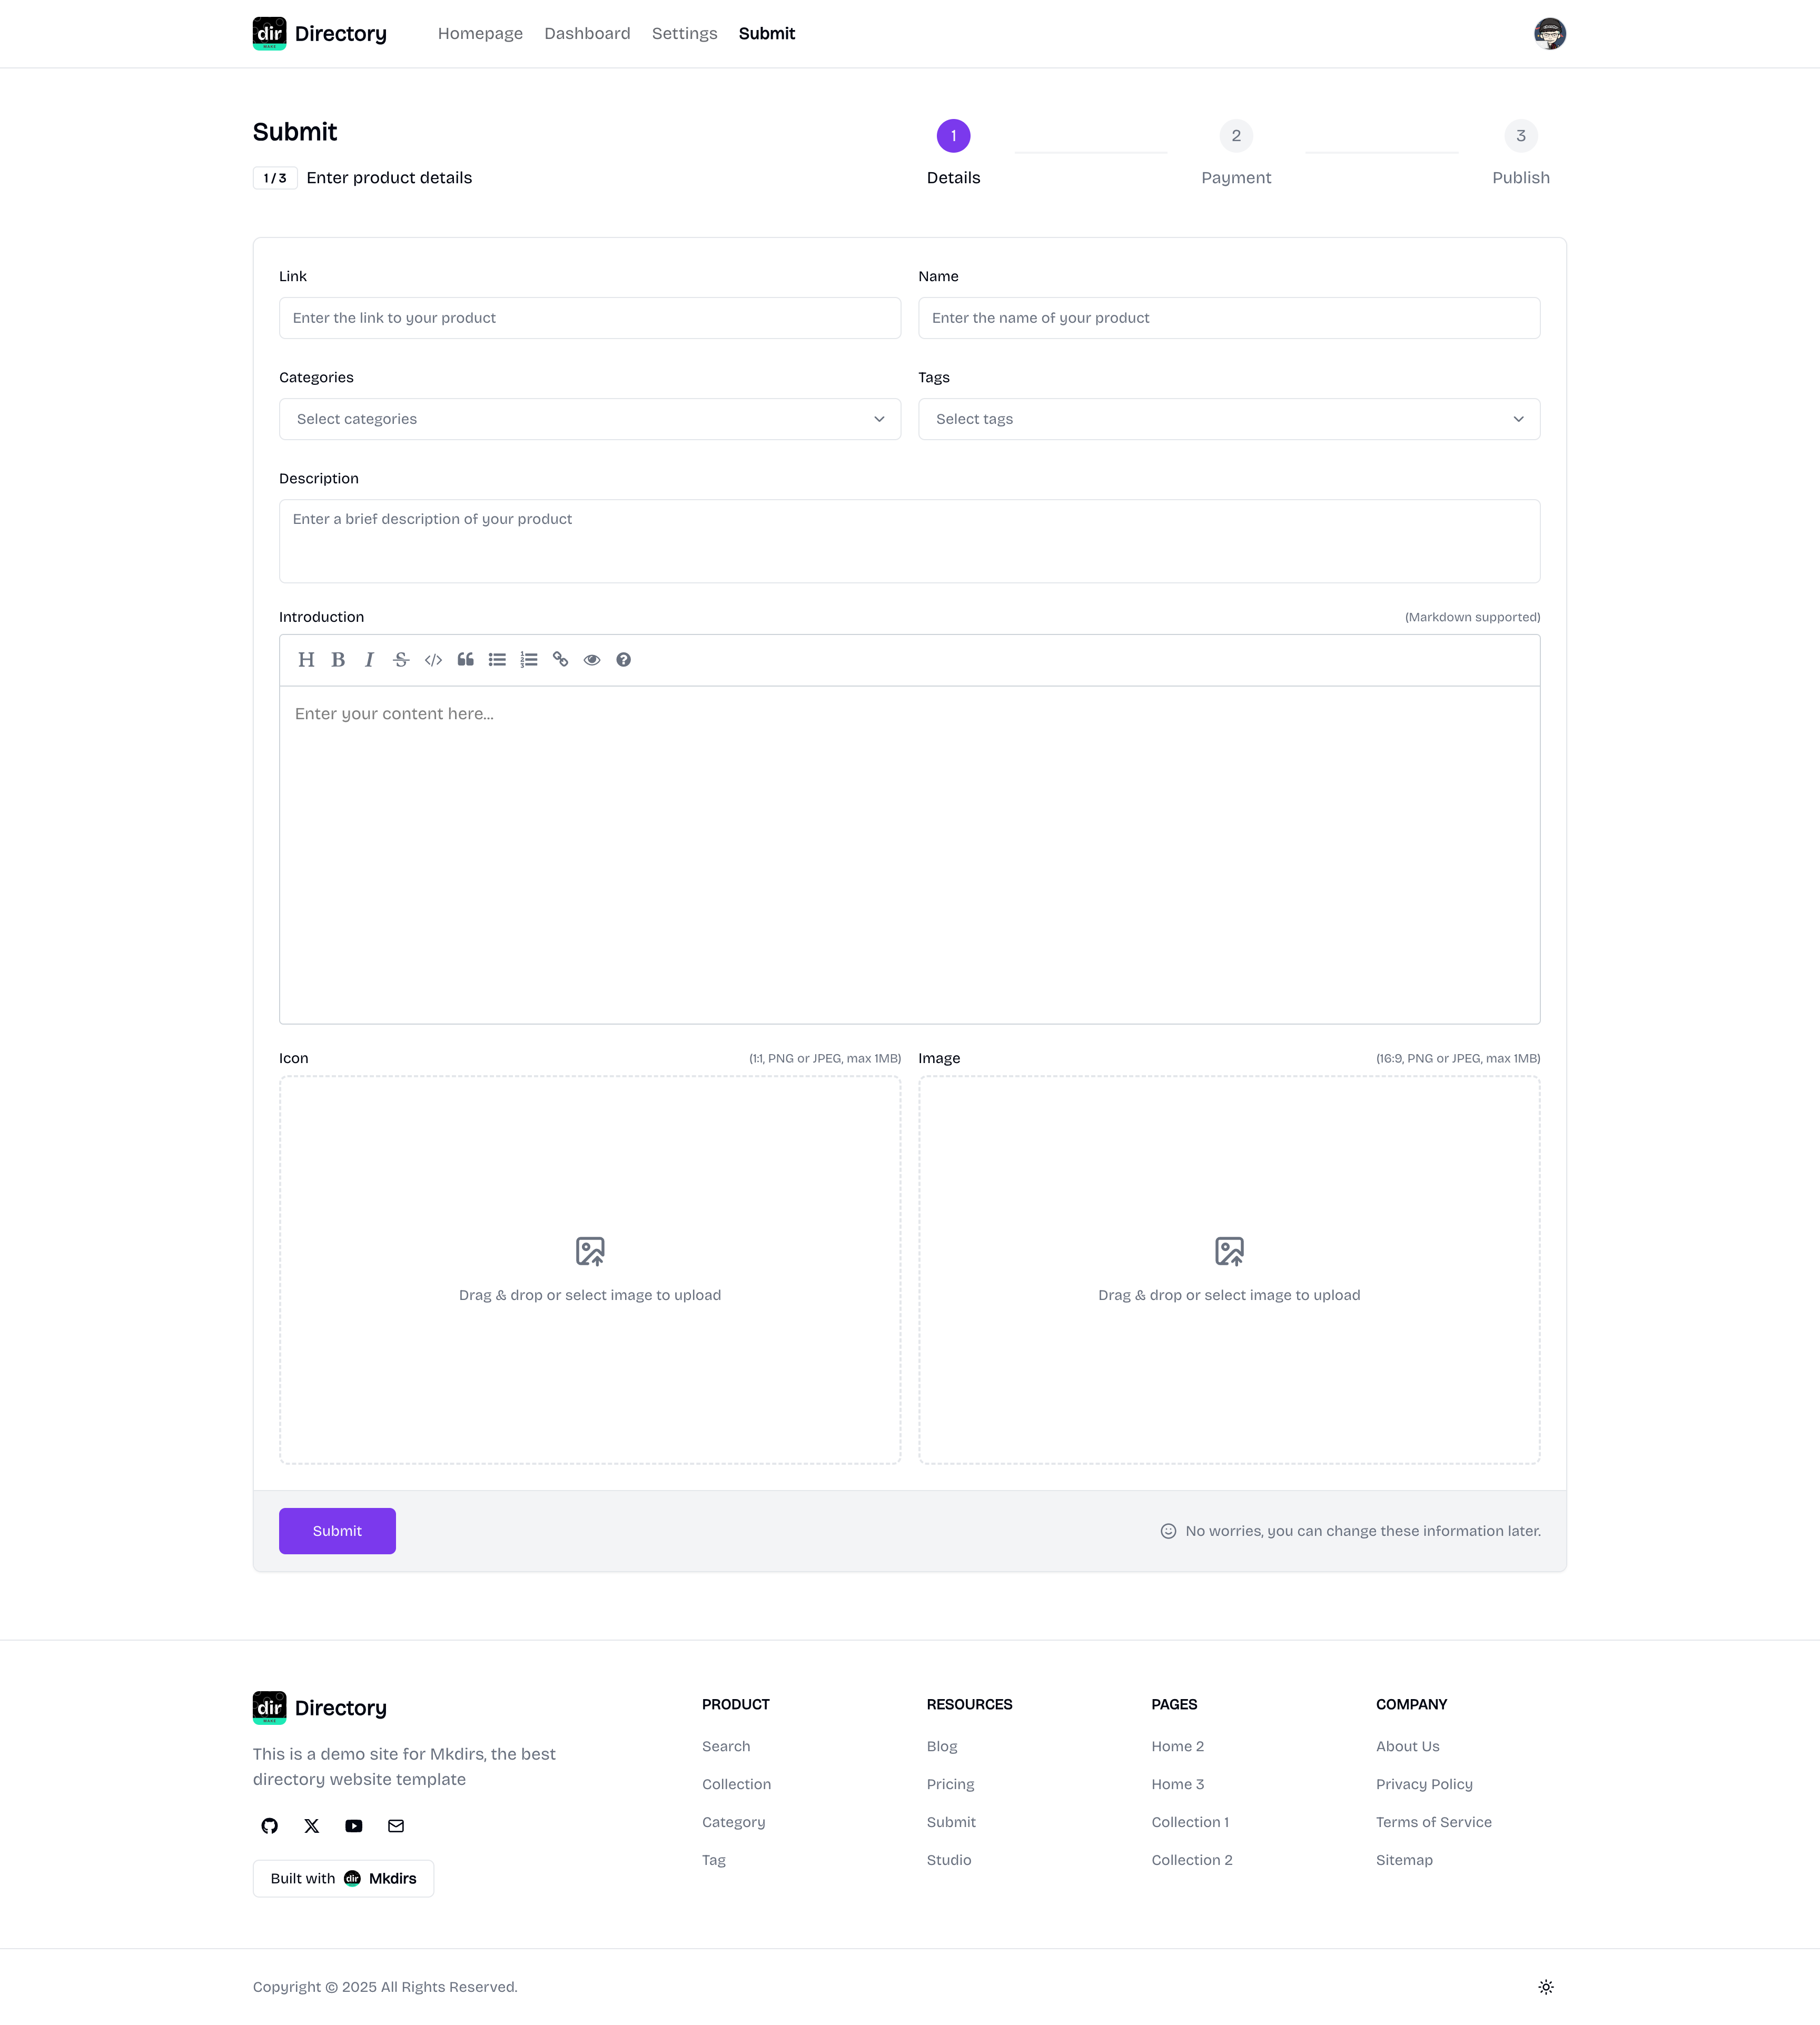 dir
MAKE
Directory
Homepage
Dashboard
Settings
Submit
Submit
1 / 3
Enter product details
1
Details
2
Payment
3
Publish
Link
Enter the link to your product
Name
Enter the name of your product
Categories
Select categories
Tags
Select tags
Description
Enter a brief description of your product
Introduction
(Markdown supported)
H B I S </>
Enter your content here...
Icon
(1:1, PNG or JPEG, max 1MB)
Drag & drop or select image to upload
Image
(16:9, PNG or JPEG, max 1MB)
Drag & drop or select image to upload
Submit
No worries, you can change these information later.
dir
MAKE
Directory
This is a demo site for Mkdirs, the best
directory website template
Built with dir Mkdirs
PRODUCT
Search
Collection
Category
Tag
RESOURCES
Blog
Pricing
Submit
Studio
PAGES
Home 2
Home 3
Collection 1
Collection 2
COMPANY
About Us
Privacy Policy
Terms of Service
Sitemap
Copyright © 2025 All Rights Reserved.